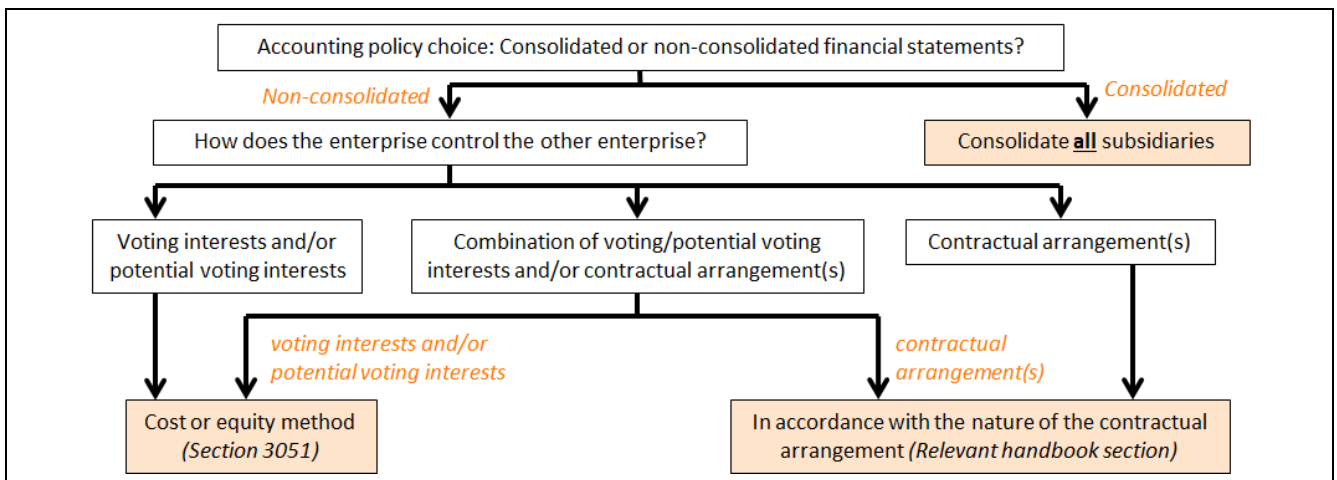 Accounting policy choice: Consolidated or non-consolidated financial statements?
Non-consolidated
Consolidated
How does the enterprise control the other enterprise?
Consolidate all subsidiaries
Voting interests and/or
potential voting interests
Combination of voting/potential voting
interests and/or contractual arrangement(s)
Contractual arrangement(s)
voting interests and/or
potential voting interests
contractual
arrangement(s)
Cost or equity method
(Section 3051)
In accordance with the nature of the contractual
arrangement (Relevant handbook section)